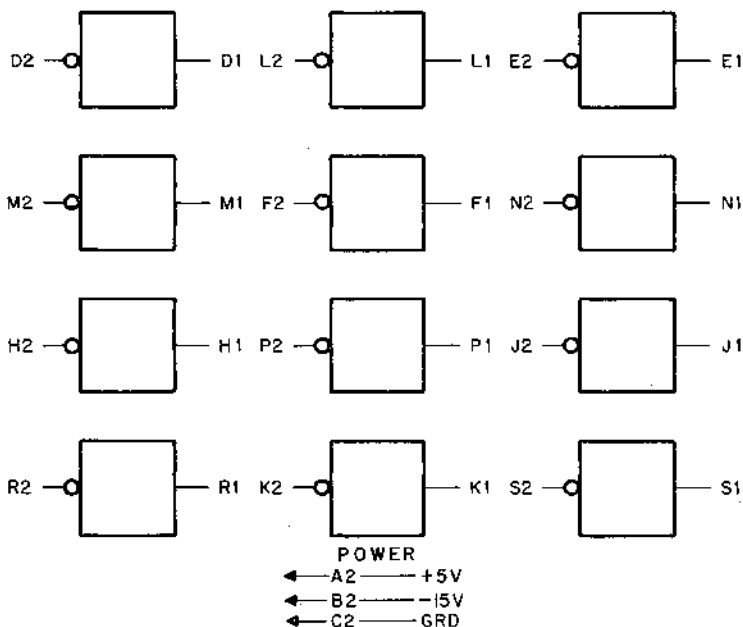 D2 D1 L2 L1 E2 E1
M2 M1 F2 F1 N2 N1
H2 H1 P2 P1 J2 J1
R2 R1 K2 K1 S2 S1
POWER
A2 +5V
B2 -15V
C2 GRD